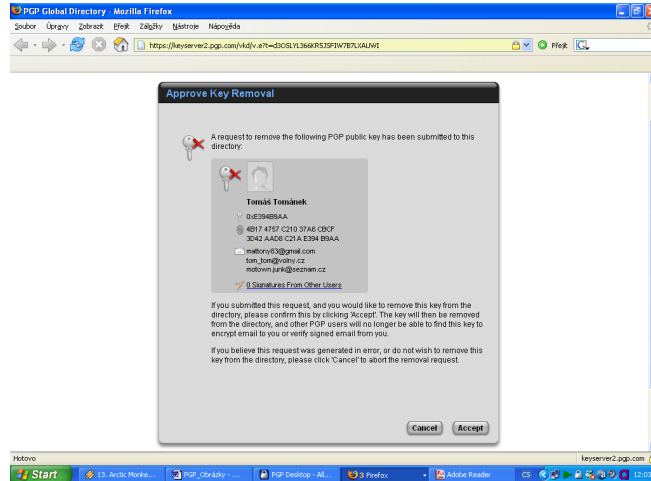 PGP Global Directory - Mozilla Firefox
Soubor Úpravy Zobrazit Přejít Záložky Nástroje Nápověda
https://keyserver2.pgp.com/vkd/v.e?t=d3OSLYL366KR5J5FIW7B7LXAUWI
Přejít
Approve Key Removal
A request to remove the following PGP public key has been submitted to this
directory:
Tomáš Tománek
0xE394B9AA
4B17 4757 C210 37A6 CBCF
3D42 AAD8 C21A E394 B9AA
mattony83@gmail.com
tom_tom@volny.cz
motown.junk@seznam.cz
0 Signatures From Other Users
If you submitted this request, and you would like to remove this key from the
directory, please confirm this by clicking 'Accept'. The key will then be removed
from the directory, and other PGP users will no longer be able to find this key to
encrypt email to you or verify signed email from you.
If you believe this request was generated in error, or do not wish to remove this
key from the directory, please click 'Cancel' to abort the removal request.
Cancel Accept
Hotovo keyserver2.pgp.com
Start 13. Arctic Monke... PGP_Obrázky - ... PGP Desktop - All... 3 Firefox Adobe Reader CS 12:03